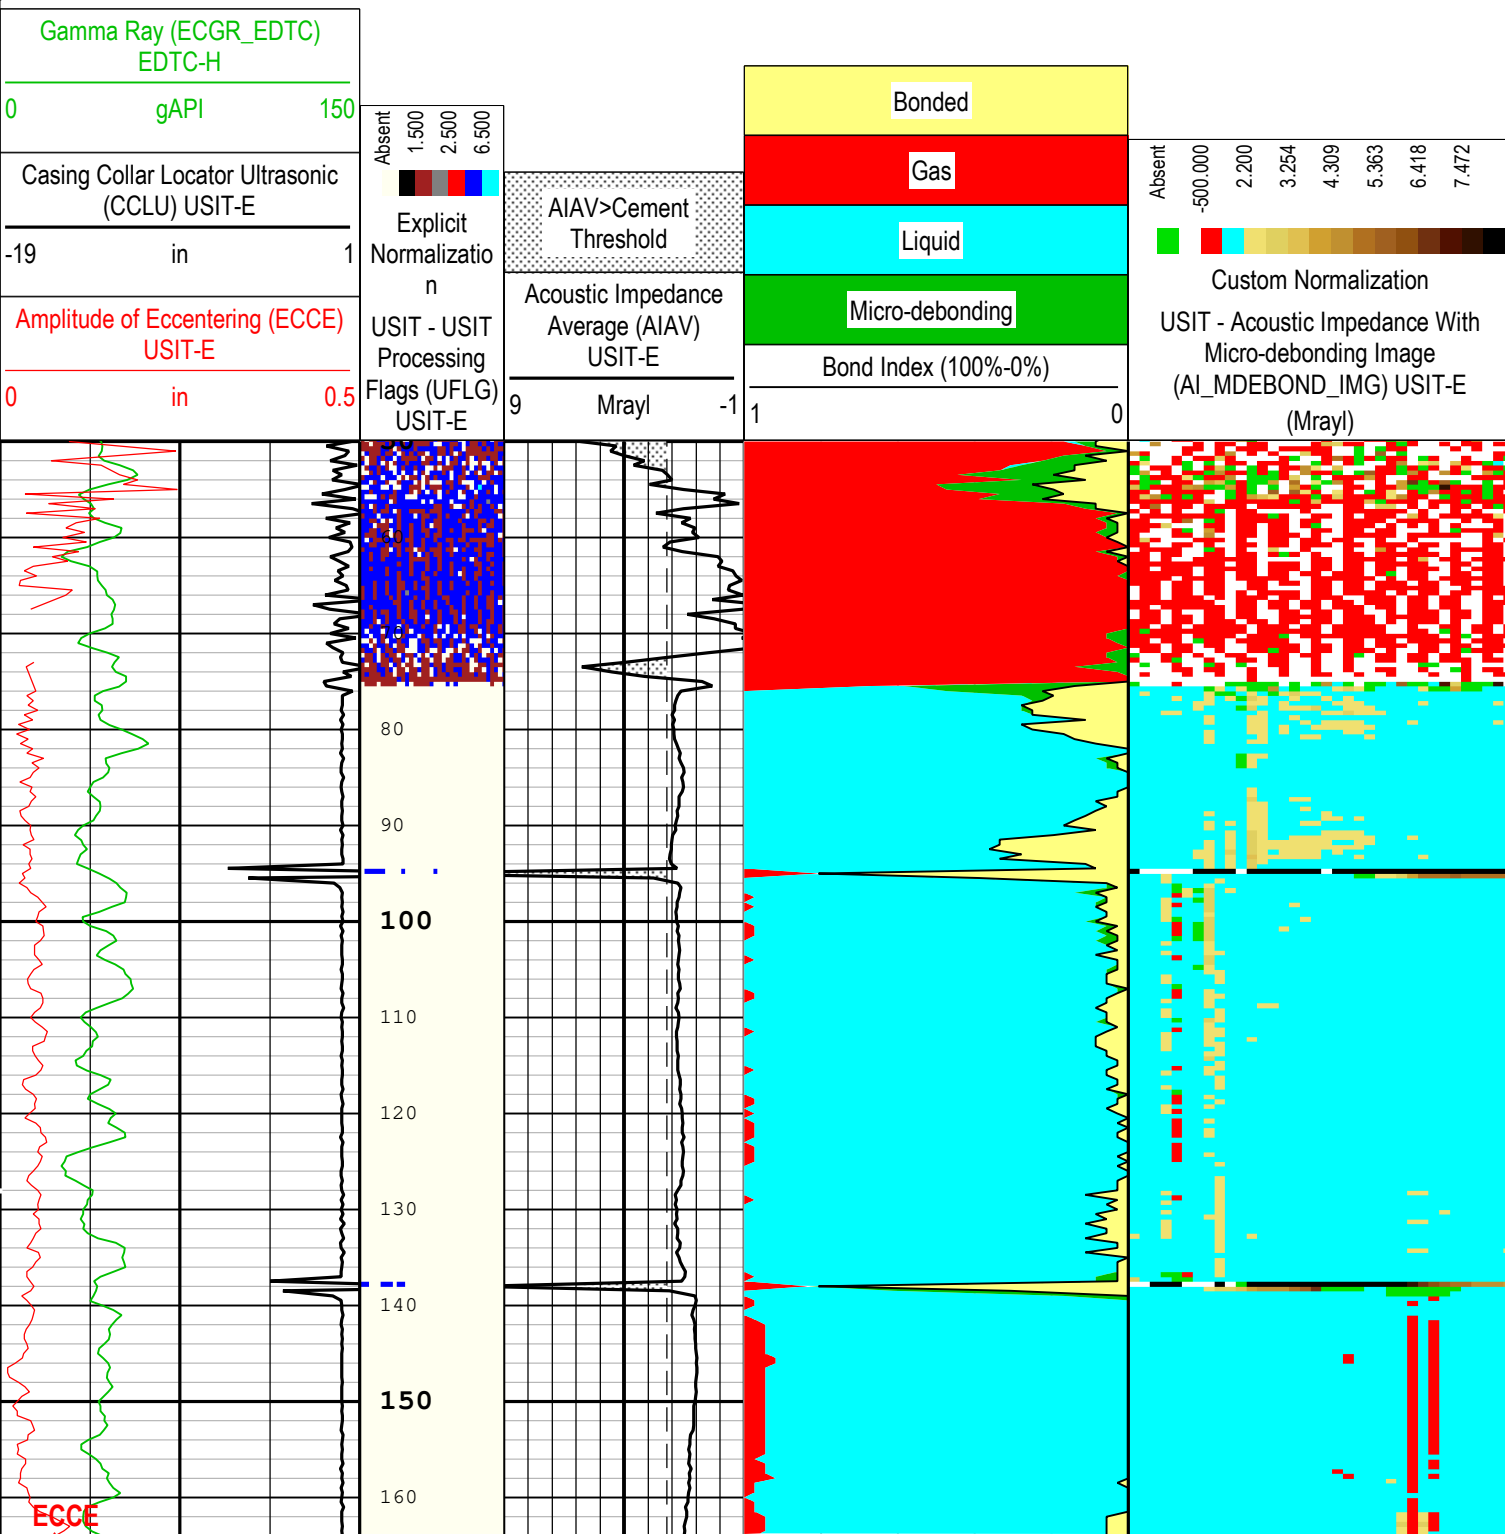 Gamma Ray (ECGR_EDTC)
EDTC-H
0 gAPI 150
Casing Collar Locator Ultrasonic
(CCLU) USIT-E
-19 in 1
Amplitude of Eccentering (ECCE)
USIT-E
0 in 0.5
Absent
1.500
2.500
6.500
Explicit
Normalizatio
n
USIT - USIT
Processing
Flags (UFLG)
USIT-E
AIAV>Cement
Threshold
Acoustic Impedance
Average (AIAV)
USIT-E
9 Mrayl -1
Bonded
Gas
Liquid
Micro-debonding
Bond Index (100%-0%)
1 0
Absent
-500.000
2.200
3.254
4.309
5.363
6.418
7.472
Custom Normalization
USIT - Acoustic Impedance With
Micro-debonding Image
(AI_MDEBOND_IMG) USIT-E
(Mrayl)
60
70
80
90
100
110
120
130
140
150
160
ECCE